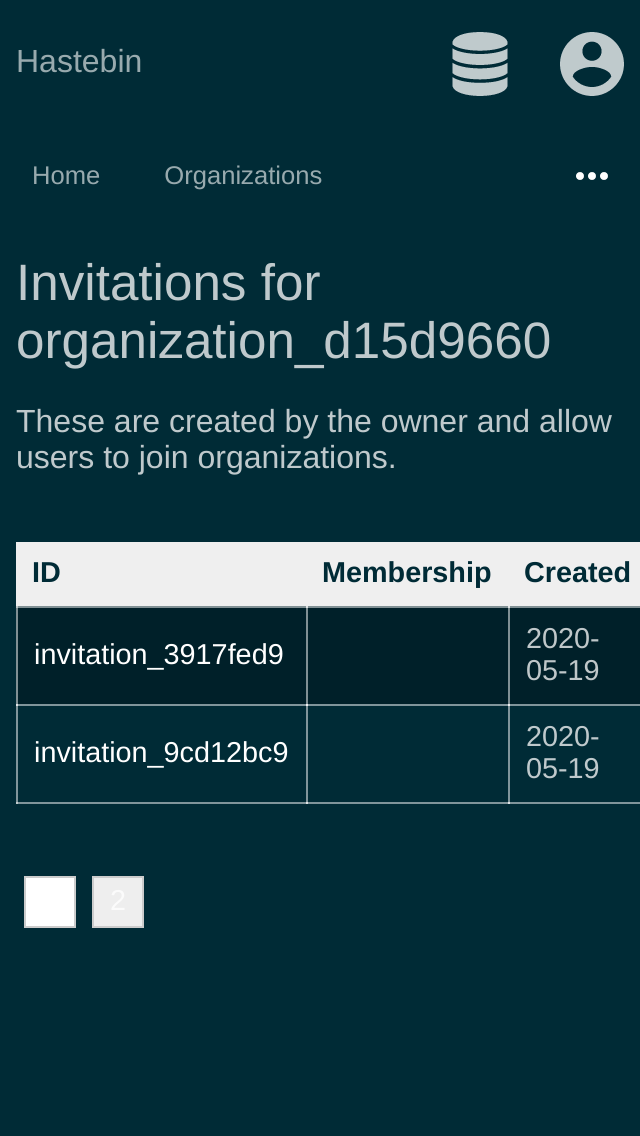 Hastebin
Home Organizations
Invitations for
organization_d15d9660
These are created by the owner and allow
users to join organizations.
ID Membership Created
invitation_3917fed9 2020-
05-19
invitation_9cd12bc9 2020-
05-19
2